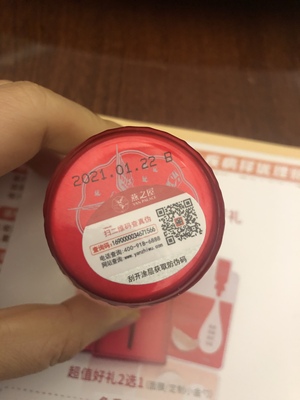 2021.01.22 B
燕之屋
扫二维码查真伪
查询码:1690000034601566
电话查询:400-918-6888
网站查询:www.yanzhiwu.com
刮开涂层获取防伪码
礼
超值好礼2选1